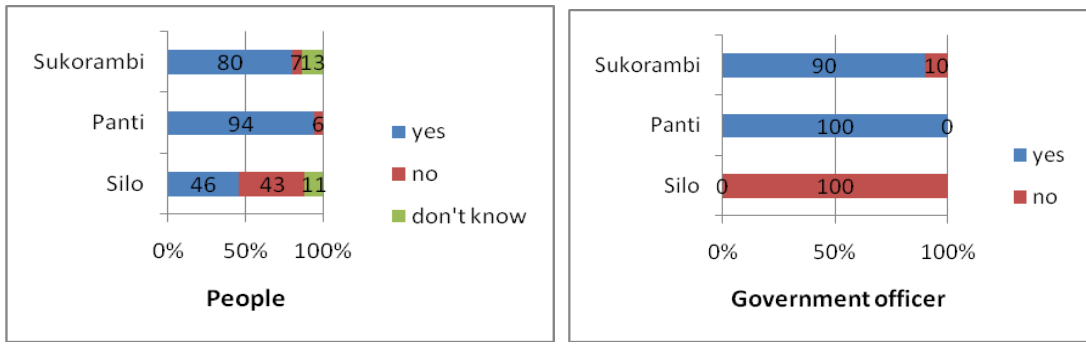 Sukorambi 80 7 13
Panti 94 6
Silo 46 43 11
yes
no
don't know
0% 50% 100%
People
Sukorambi 90 10
Panti 100 0
Silo 0 100
yes
no
0% 50% 100%
Government officer